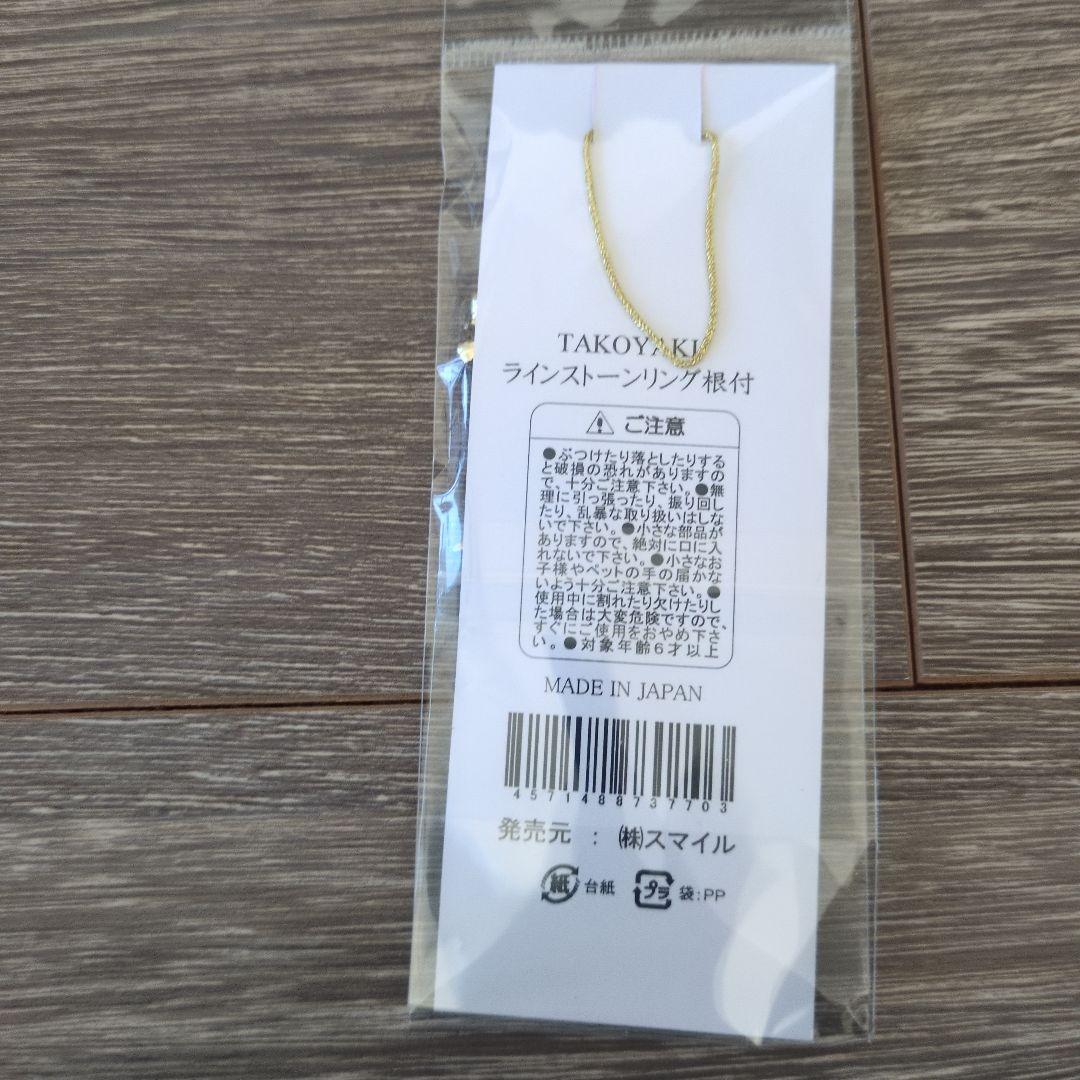 TAKOYAKI
ラインストーンリング根付
ご注意
●ぶつけたり落としたりする
と破損の恐れがありますの
で、十分ご注意下さい。●無
理に引っ張ったり、振り回し
たり、乱暴な取り扱いはしな
いで下さい。●小さな部品が
ありますので、絶対に口に入
れないで下さい。●小さなお
子様やペットの手の届かな
いよう十分ご注意下さい。●
使用中に割れたり欠けたりし
た場合は大変危険ですので、
すぐにご使用をおやめ下さ
い。●対象年齢6才以上
MADE IN JAPAN
4571488737703
発売元 : ㈱スマイル
紙 台紙 プラ 袋:PP